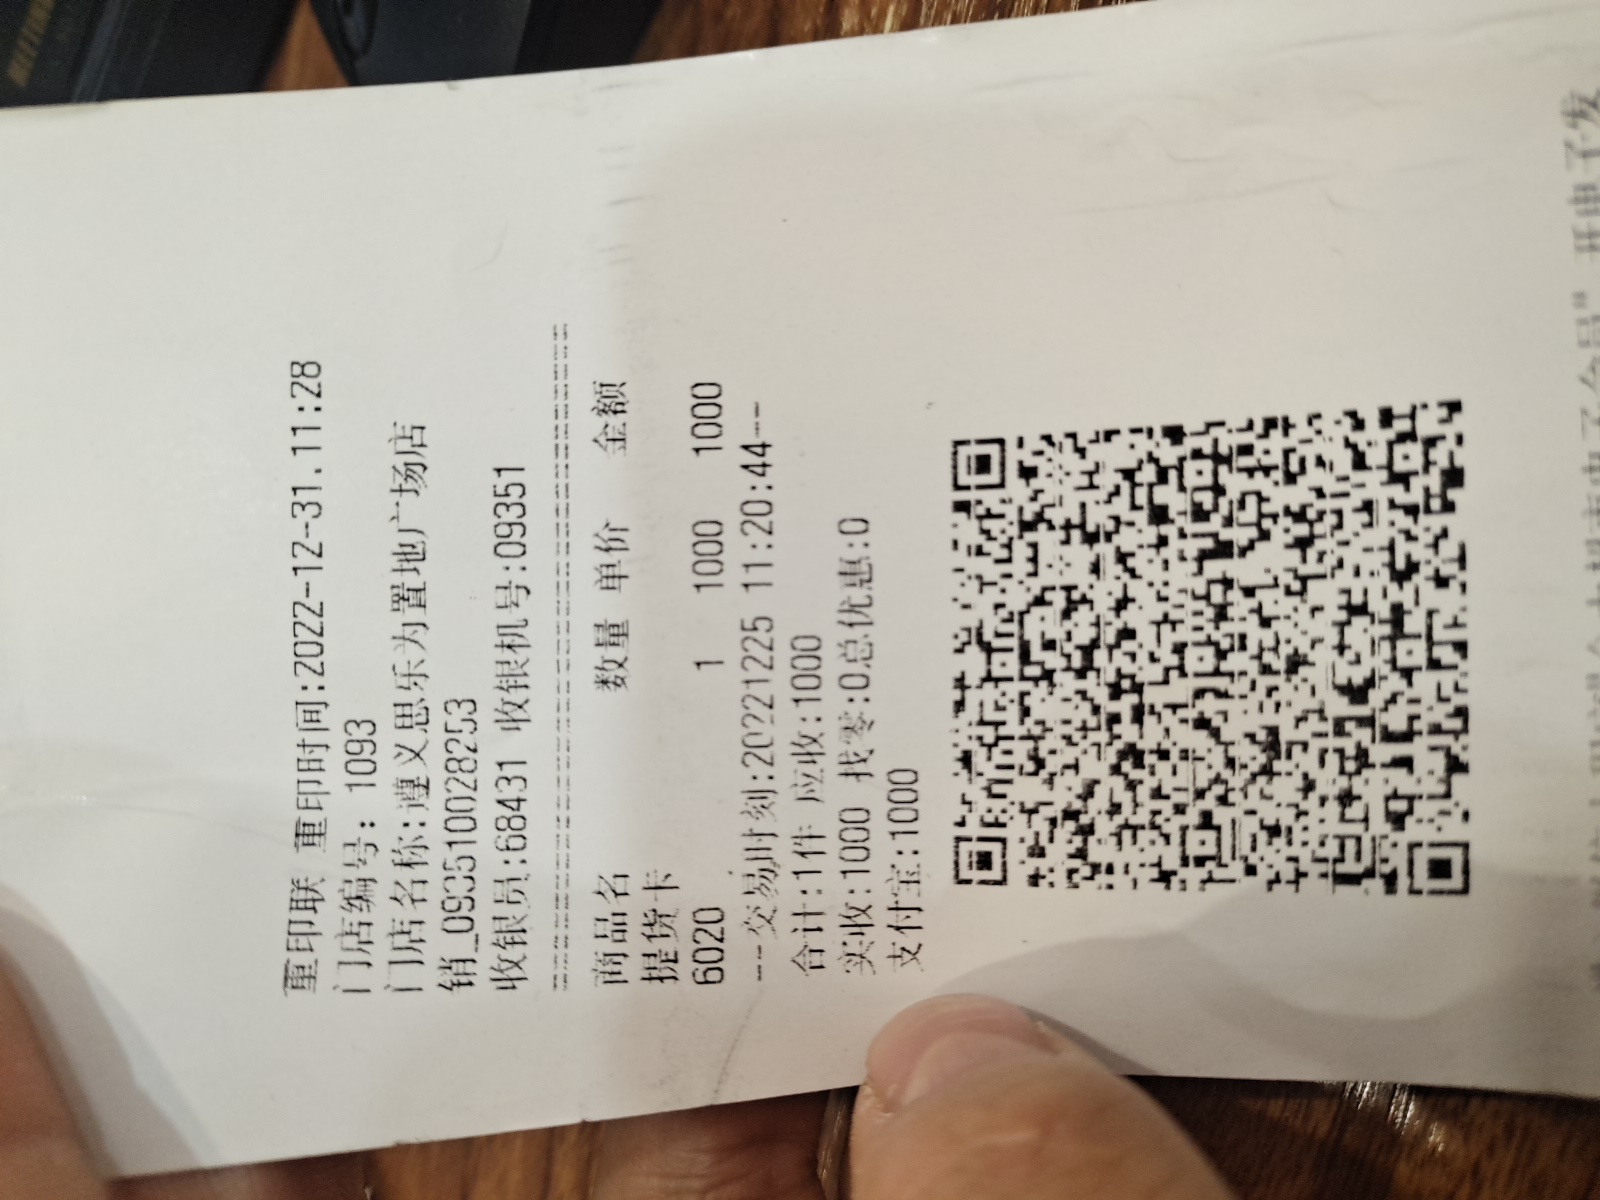 重印联 重印时间:2022-12-31.11:28
门店编号: 1093
门店名称:遵义思乐为置地广场店
销_093510028253
收银员:68431 收银机号:09351
商品名 数量 单价 金额
提货卡
6020 1 1000 1000
---交易时刻:20221225 11:20:44--
合计:1件 应收:1000
实收:1000 找零:0总优惠:0
支付宝:1000